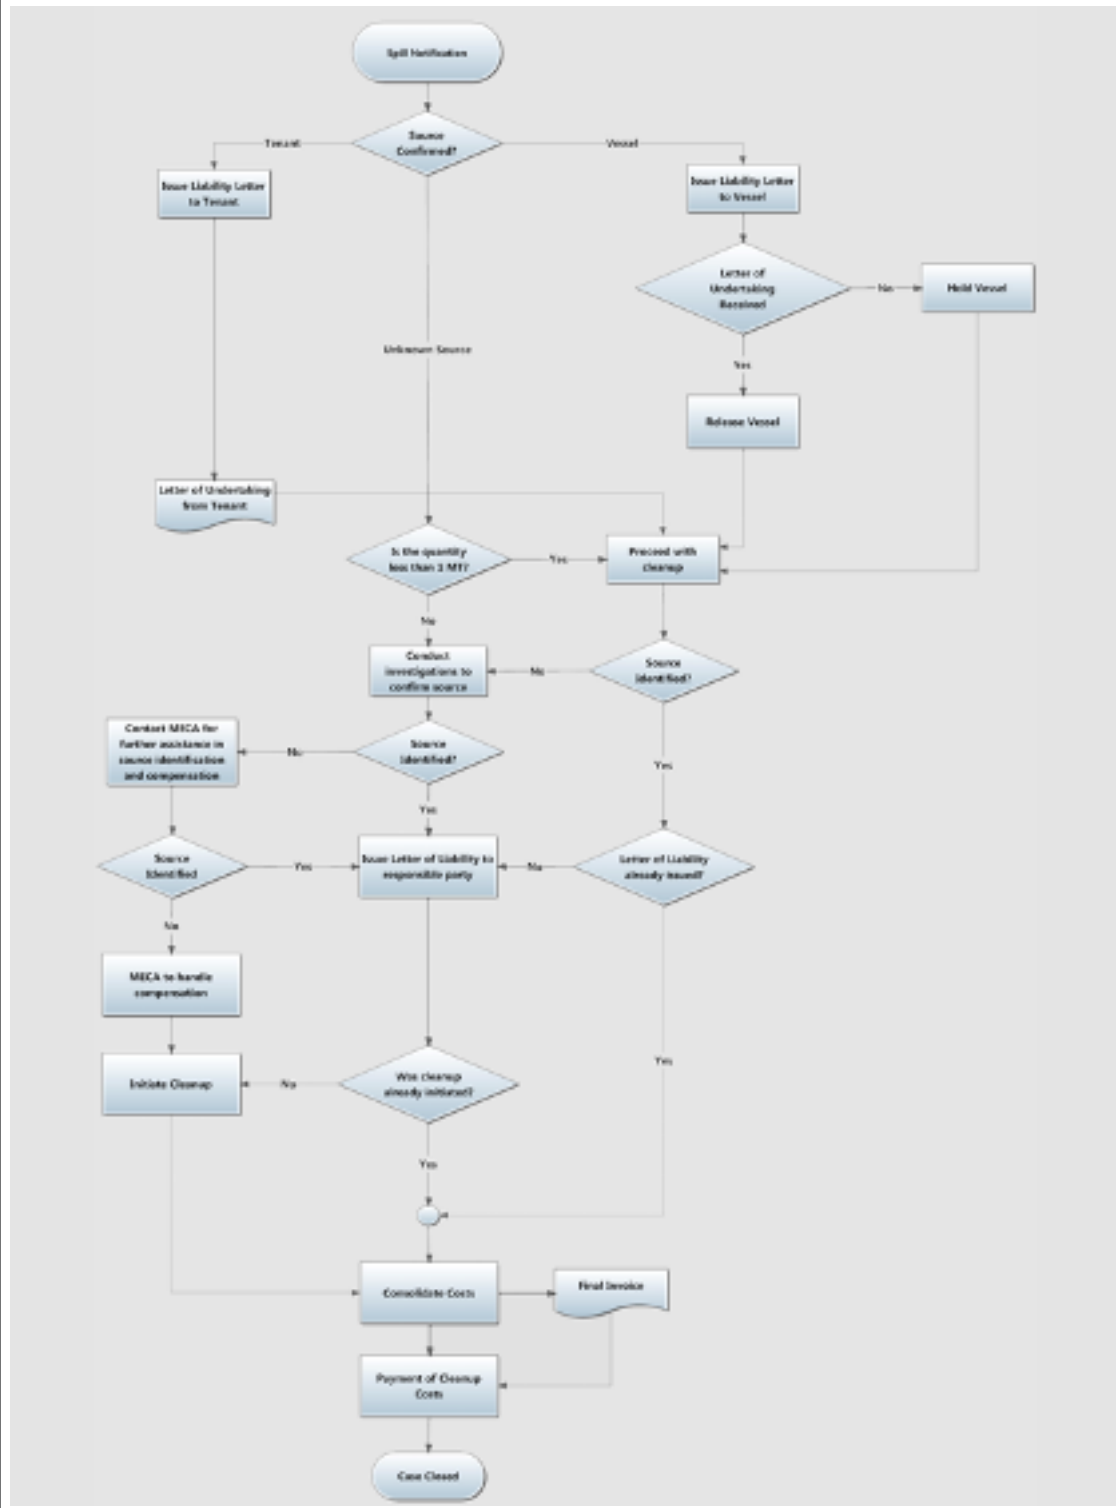 Spill Notification
Source
Confirmed?
Tenant
Vessel
Issue Liability Letter
to Tenant
Issue Liability Letter
to Vessel
Letter of
Undertaking
Received
No
Hold Vessel
Unknown Source
Yes
Release Vessel
Letter of Undertaking
from Tenant
Is the quantity
less than MT?
Yes
Proceed with
cleanup
No
Conduct
investigations to
confirm source
No
Source
Identified?
Contact MECA for
further assistance in
source identification
and compensation
No
Source
Identified?
Yes
Yes
Source
Identified
Yes
Issue Letter of Liability to
responsible party
No
Letter of Liability
already issued?
No
MECA to handle
compensation
Yes
Initiate Cleanup
No
Was cleanup
already initiated?
Yes
Consolidate Costs
Final Invoice
Payment of Cleanup
Costs
Case Closed